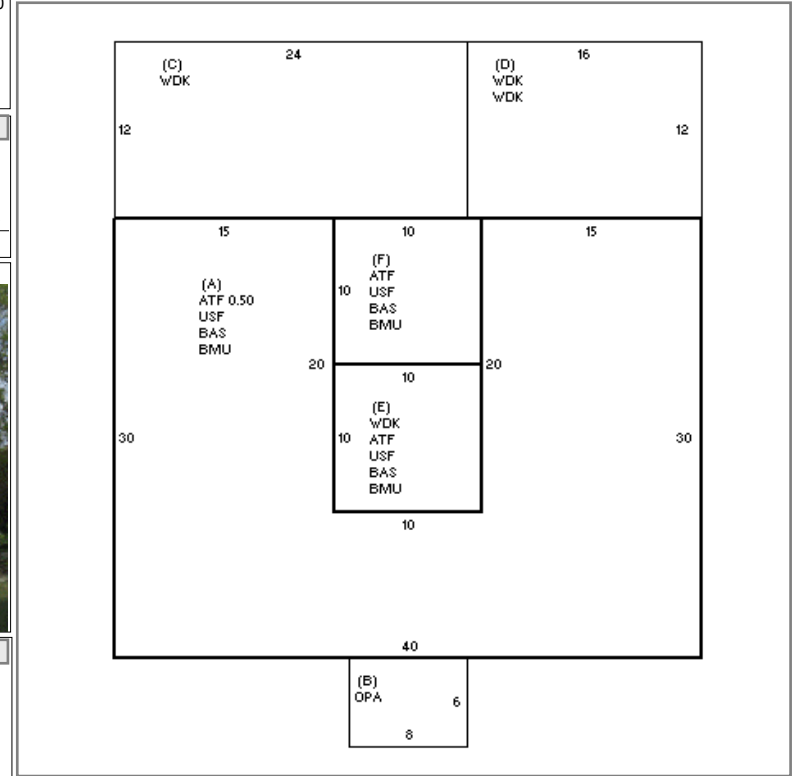 24
16
(C)
WDK
(D)
WDK
WDK
12
12
15
10
15
(F)
ATF
USF
BAS
BMU
10
(A)
ATF 0.50
USF
BAS
BMU
20
20
10
(E)
WDK
ATF
USF
BAS
BMU
10
30
30
10
40
(B)
OPA
6
8